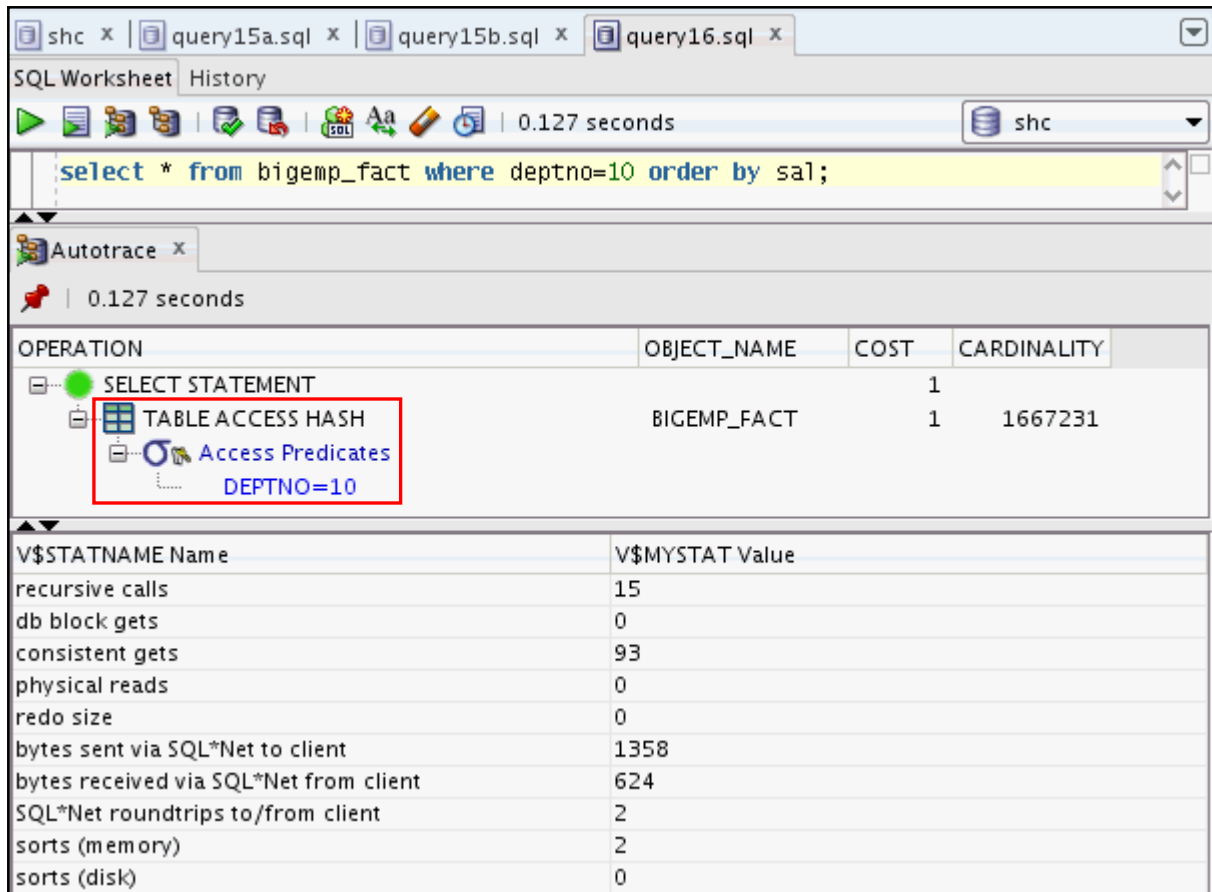 shc x query15a.sql x query15b.sql x query16.sql x
SQL Worksheet History
SQL 0.127 seconds shc
select * from bigemp_fact where deptno=10 order by sal;
Autotrace x
0.127 seconds
OPERATION OBJECT_NAME COST CARDINALITY
SELECT STATEMENT 1
TABLE ACCESS HASH BIGEMP_FACT 1 1667231
Access Predicates
DEPTNO=10
V$STATNAME Name V$MYSTAT Value
recursive calls 15
db block gets 0
consistent gets 93
physical reads 0
redo size 0
bytes sent via SQL*Net to client 1358
bytes received via SQL*Net from client 624
SQL*Net roundtrips to/from client 2
sorts (memory) 2
sorts (disk) 0